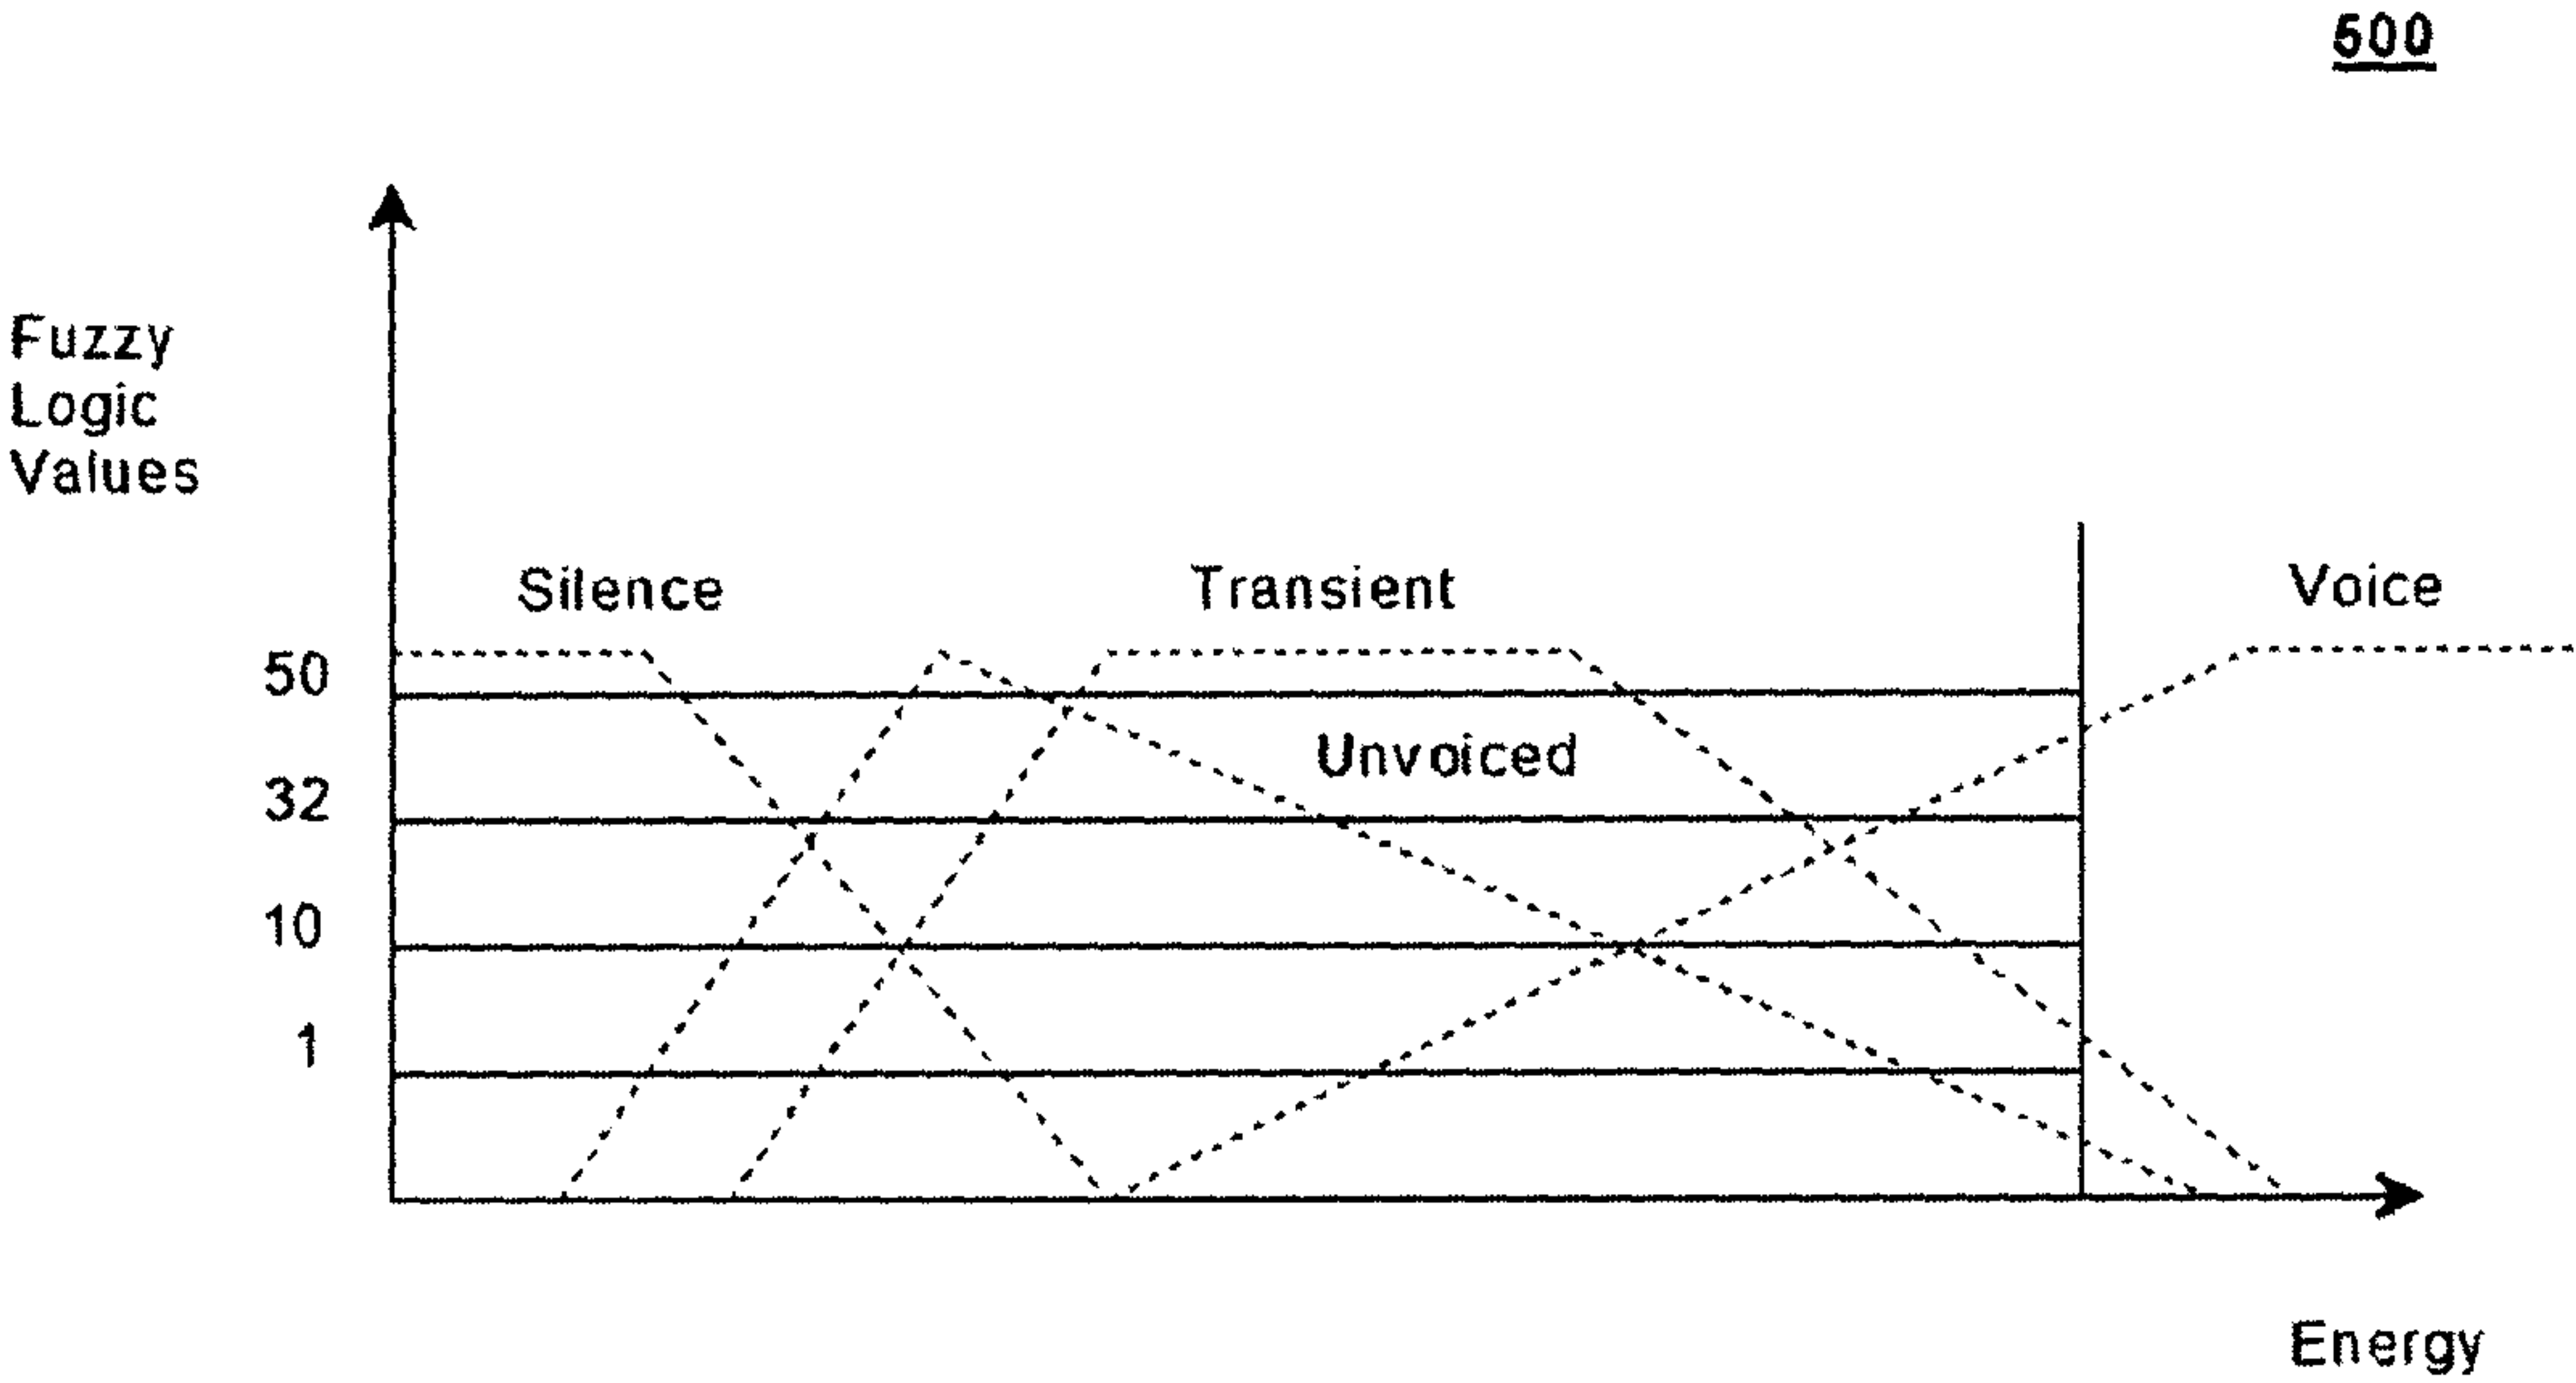 500
Fuzzy
Logic
Values
Silence
Transient
Voice
50
Unvoiced
32
10
1
Energy